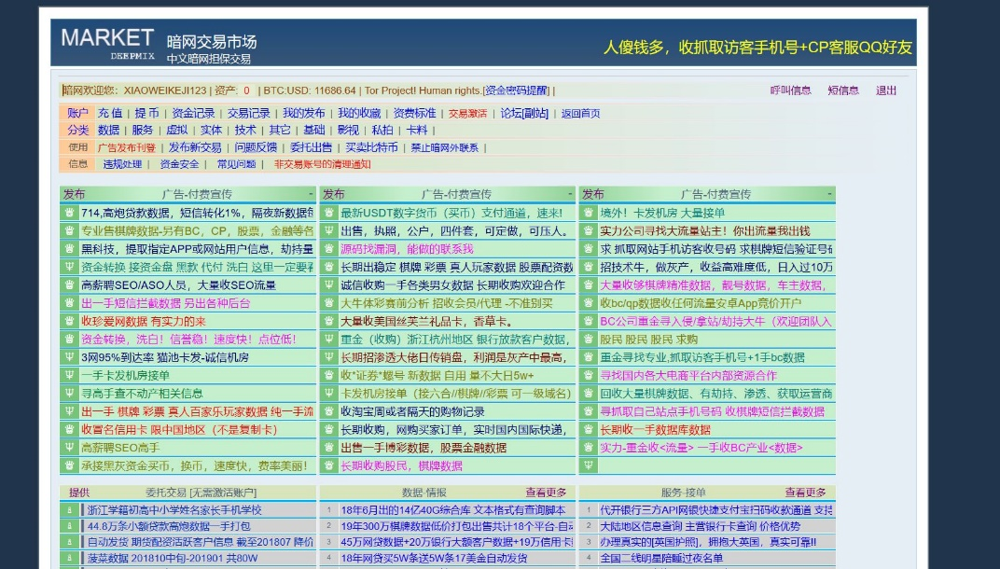 MARKET 暗网交易市场
DEEPMIX 中文暗网担保交易
人傻钱多，收抓取访客手机号+CP客服QQ好友
暗网欢迎您：XIAOWEIKEJI123 | 资产: 0 | BTC:USD: 11686.64 | Tor Project! Human rights.[资金密码提醒] |
呼叫信息 短信息 退出
账户 充 值 | 提 币 | 资金记录 | 交易记录 | 我的发布 | 我的收藏 | 资费标准 | 交易激活 | 论坛[副站] | 返回首页
分类 数据 | 服务 | 虚拟 | 实体 | 技术 | 其它 | 基础 | 影视 | 私拍 | 卡料 |
使用 广告发布刊登 | 发布新交易 | 问题反馈 | 委托出售 | 买卖比特币 | 禁止暗网外联系 |
信息 违规处理 | 资金安全 | 常见问题 | 非交易账号的清理通知
发布 广告-付费宣传 -
714,高炮贷款数据，短信转化1%，隔夜新数据
专业售棋牌数据-另有BC，CP，股票，金融等各
黑科技，提取指定APP或网站用户信息，劫持量
资金转换 接资金盘 黑款 代付 洗白 这里一定要
高薪聘SEO/ASO人员，大量收SEO流量
出一手短信拦截数据 另出各种后台
收珍爱网数据 有实力的来
资金转换，洗白！信誉稳！速度快！点位低！
3网95%到达率 猫池卡发-诚信机房
一手卡发机房接单
寻高手查不动产相关信息
出一手 棋牌 彩票 真人百家乐玩家数据 纯一手流
收冒名信用卡 限中国地区（不是复制卡）
高薪聘SEO高手
承接黑灰资金买币，换币，速度快，费率美丽！
发布 广告-付费宣传 -
最新USDT数字货币（买币）支付通道，速来!
出售，执照，公户，四件套，可定做，可压人。
源码找漏洞，能做的联系我
长期出稳定 棋牌 彩票 真人玩家数据 股票配资数
诚信收购一手各类男女数据 长期收购欢迎合作
大牛体彩赛前分析 招收会员/代理 -不准别买
大量收美国丝芙兰礼品卡，香草卡。
重金（收购）浙江杭州地区 银行放款客户数据,
长期招渗透大佬日传销盘，利润是灰产中最高，
收*证券*螺号 新数据 自用 量不大日5w+
卡发机房接单（接六合//棋牌//彩票 可一级域名）
收淘宝周或者隔天的购物记录
长期收购，网购买家订单，实时国内国际快递，
出售一手博彩数据，股票金融数据
长期收购股民，棋牌数据
发布 广告-付费宣传 -
境外！卡发机房 大量接单
实力公司寻找大流量站主！你出流量我出钱
求 抓取网站手机访客收号码 求棋牌短信验证号码
招技术牛，做灰产，收益高难度低，日入过10万
大量收够棋牌精准数据，靓号数据，车主数据，
收bc/qp数据收任何流量安卓App竞价开户
BC公司重金寻入侵/拿站/劫持大牛（欢迎团队入
股民 股民 股民 求购
重金寻找专业,抓取访客手机号+1手bc数据
寻找国内各大电商平台内部资源合作
回收大量棋牌数据、有劫持、渗透、获取运营商
寻抓取自己站点手机号码 收棋牌短信拦截数据
长期收一手数据库数据
实力-重金收<流量> 一手收BC产业<数据>
提供 委托交易 [无需激活账户]
浙江学籍初高中小学姓名家长手机学校
44.8万条小额贷款高炮数据一手打包
自动发货 期货配资活跃客户信息 截至201807 降价
菠菜数据 201810中旬-201901 共80W
数据·情报 查看更多
1 18年6月出的14亿40G综合库 文本格式有查询脚本
2 19年300万棋牌数据低价打包出售共计18个平台-自动
3 45万网贷数据+20万银行大额客户数据+19万信用卡
4 18年网贷买5W条送5W条17美金自动发货
服务·接单 查看更多
1 代开银行三方API网银快捷支付宝扫码收款通道 支持
2 大陆地区信息查询 主营银行卡查询 价格优势
3 办理真实的[英国护照]，拥抱大英国，真实可靠!!
4 全国二线明星陪睡过夜名单